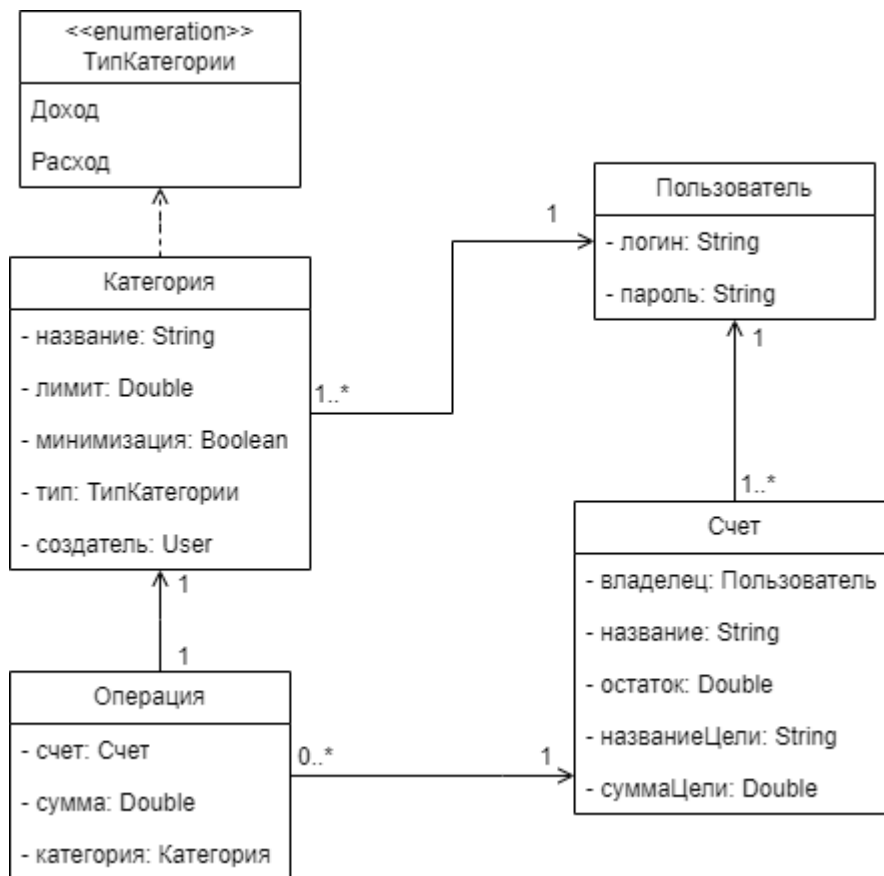 <<enumeration>>
ТипКатегории
Доход
Расход
Пользователь
- логин: String
- пароль: String
1
1
Категория
- название: String
- лимит: Double
- минимизация: Boolean
- тип: ТипКатегории
- создатель: User
1..*
1
1
1..*
Счет
- владелец: Пользователь
- название: String
- остаток: Double
- названиеЦели: String
- суммаЦели: Double
Операция
- счет: Счет
- сумма: Double
- категория: Категория
0..*
1